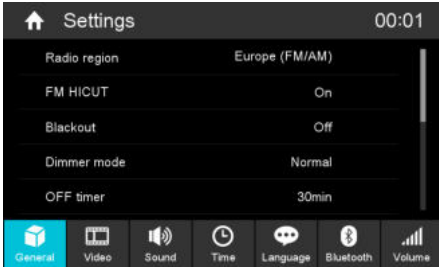 Settings 00:01
Radio region Europe (FM/AM)
FM HICUT On
Blackout Off
Dimmer mode Normal
OFF timer 30min
General Video Sound Time Language Bluetooth Volume